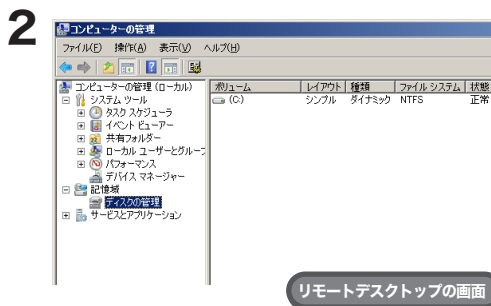 2
コンピューターの管理
ファイル(F) 操作(A) 表示(V) ヘルプ(H)
コンピューターの管理 (ローカル)
システム ツール
タスク スケジューラ
イベント ビューアー
共有フォルダー
ローカル ユーザーとグループ
パフォーマンス
デバイス マネージャー
記憶域
ディスクの管理
サービスとアプリケーション
ボリューム レイアウト 種類 ファイル システム 状態
(C:) シンプル ダイナミック NTFS 正常
リモートデスクトップの画面